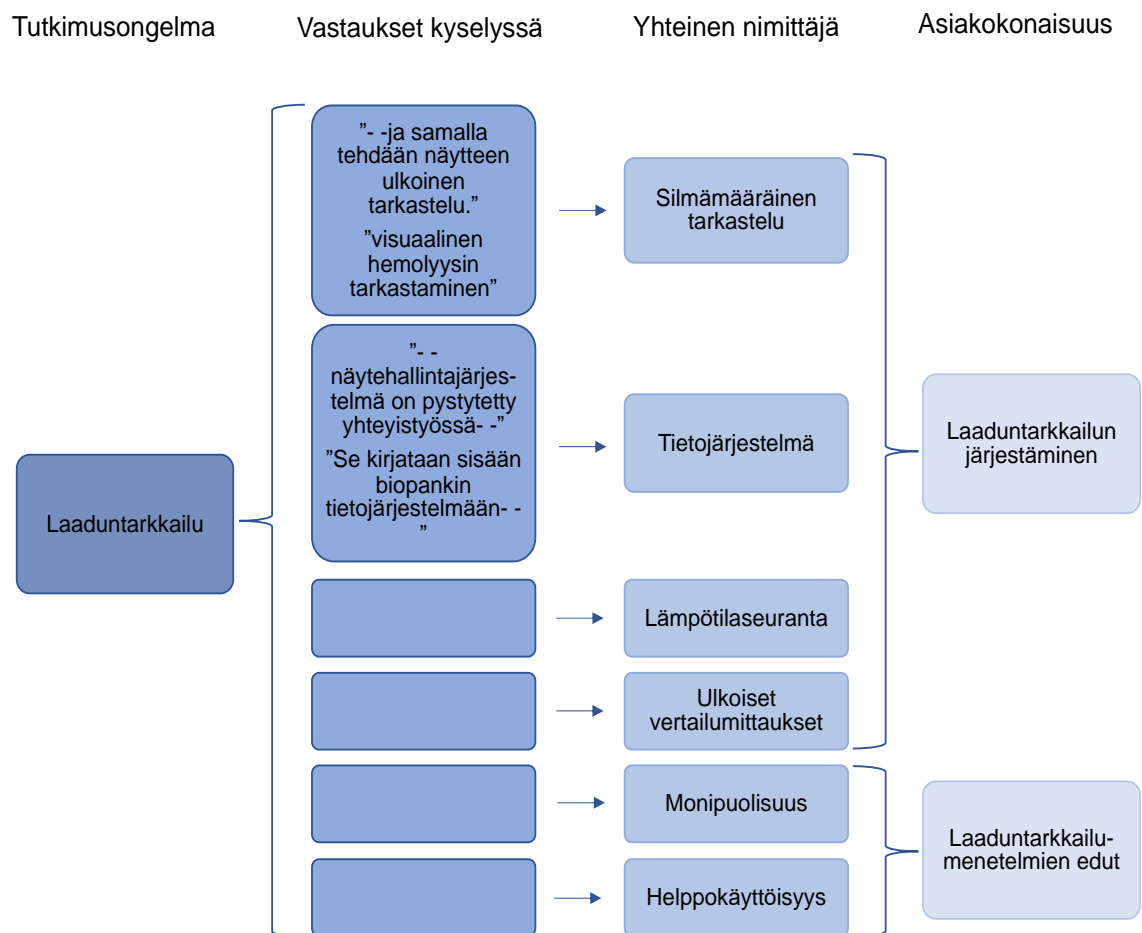 Tutkimusongelma
Vastaukset kyselyssä
Yhteinen nimittäjä
Asiakokonaisuus
Laaduntarkkailu
”- -ja samalla
tehdään näytteen
ulkoinen
tarkastelu.”
”visuaalinen
hemolyysin
tarkastaminen”
”- -
näytehallintajärjes-
telmä on pystytetty
yhteyistyössä- -”
”Se kirjataan sisään
biopankin
tietojärjestelmään- -
”
Silmämääräinen
tarkastelu
Tietojärjestelmä
Lämpötilaseuranta
Ulkoiset
vertailumittaukset
Monipuolisuus
Helppokäyttöisyys
Laaduntarkkailun
järjestäminen
Laaduntarkkailu-
menetelmien edut